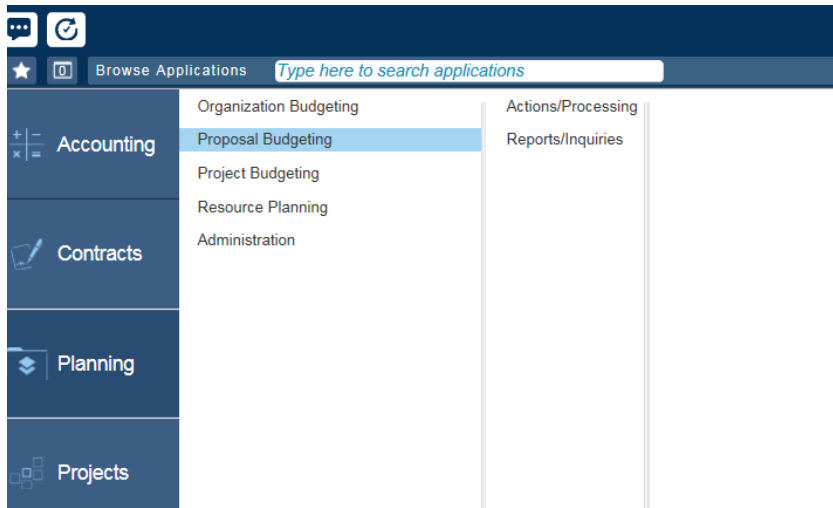 Browse Applications Type here to search applications
Accounting
Contracts
Planning
Projects
Organization Budgeting
Proposal Budgeting
Project Budgeting
Resource Planning
Administration
Actions/Processing
Reports/Inquiries